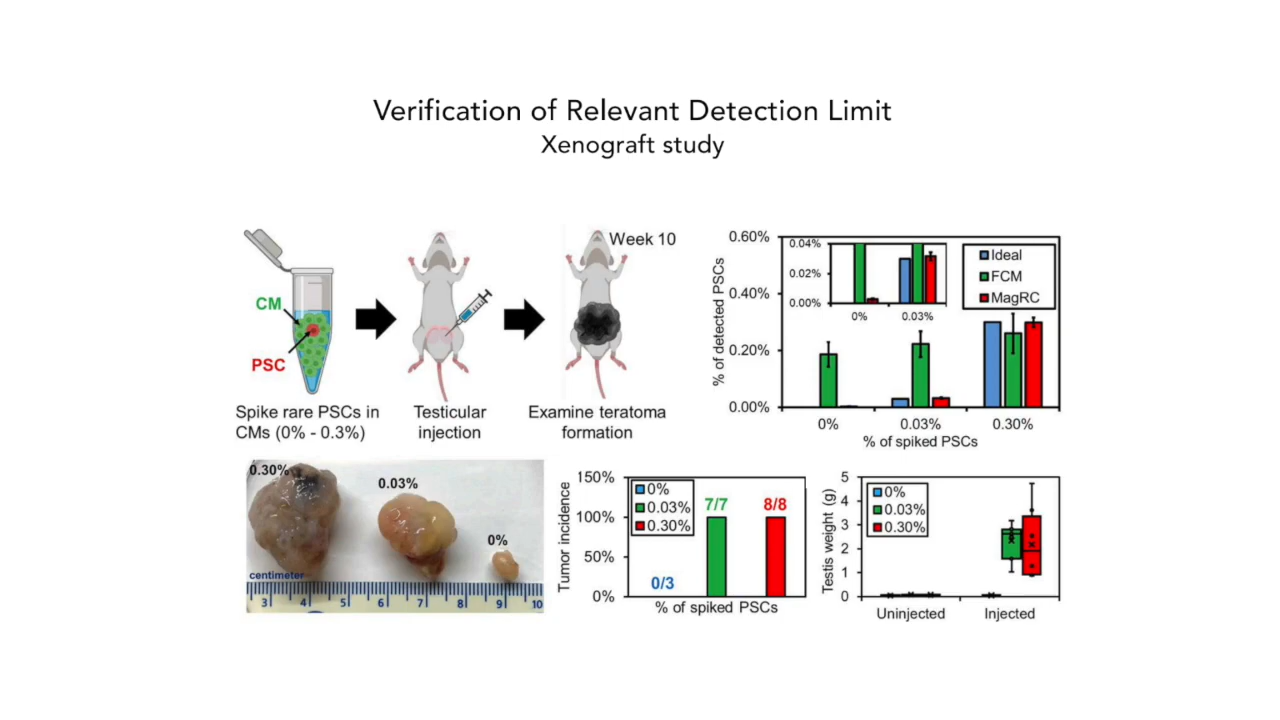 Verification of Relevant Detection Limit
Xenograft study
CM
PSC
Week 10
Spike rare PSCs in
CMs (0% - 0.3%)
Testicular
injection
Examine teratoma
formation
% of detected PSCs
0.60%
0.40%
0.20%
0.00%
0.04%
0.02%
0.00%
0%
0.03%
Ideal
FCM
MagRC
0%
0.03%
0.30%
% of spiked PSCs
0.30%
0.03%
0%
centimeter
3 4 5 6 7 8 9 10
Tumor incidence
150%
100%
50%
0%
0%
0.03%
0.30%
0/3
7/7
8/8
% of spiked PSCs
Testis weight (g)
5
4
3
2
1
0
0%
0.03%
0.30%
Uninjected
Injected